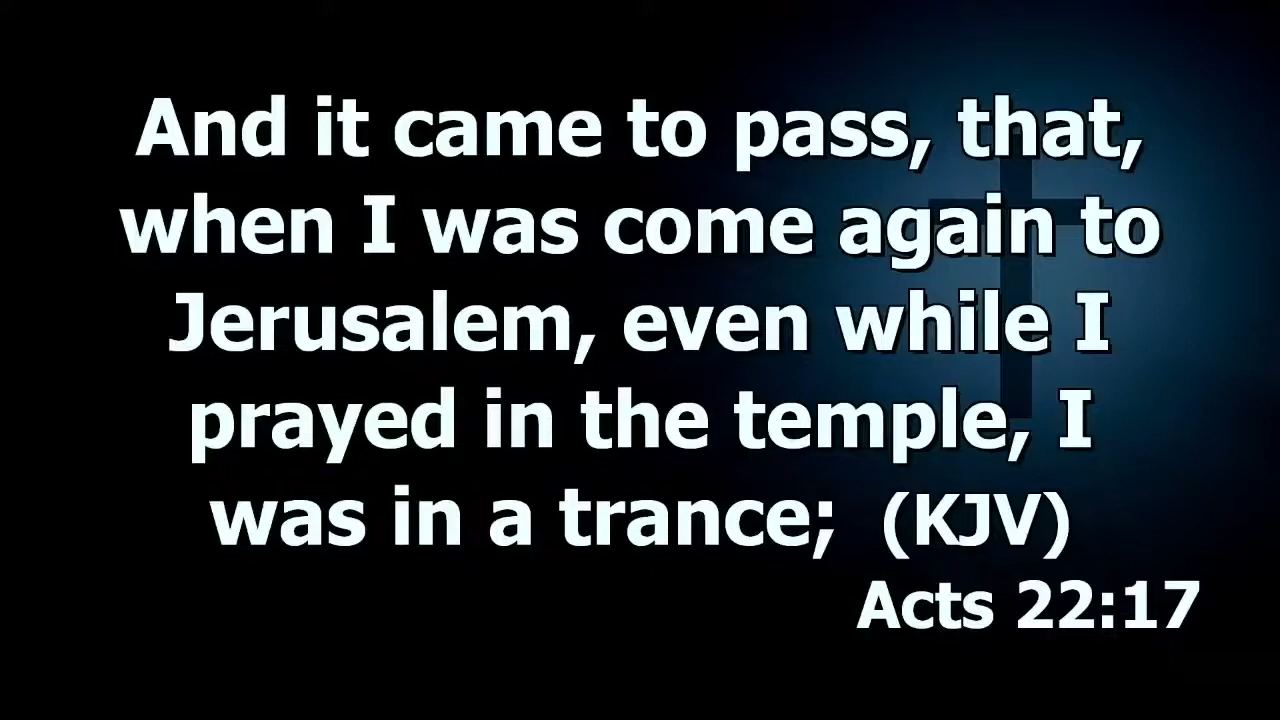 And it came to pass, that,
when I was come again to
Jerusalem, even while I
prayed in the temple, I
was in a trance; (KJV)
Acts 22:17